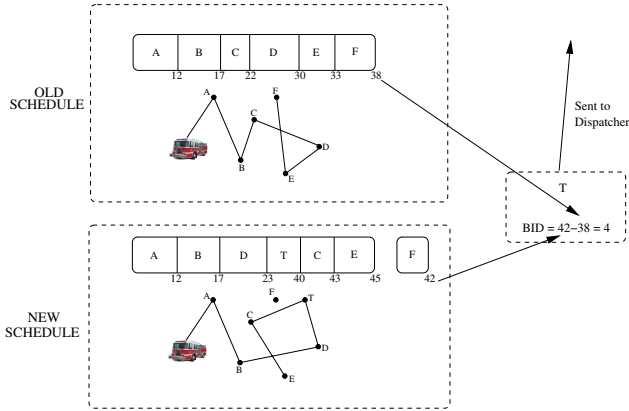 A B C D E F
12 17 22 30 33 38
OLD
SCHEDULE
A
F
C
D
B
E
Sent to
Dispatcher
T
BID = 42−38 = 4
A B D T C E F
12 17 23 40 43 45 42
NEW
SCHEDULE
A
F
T
C
D
B
E